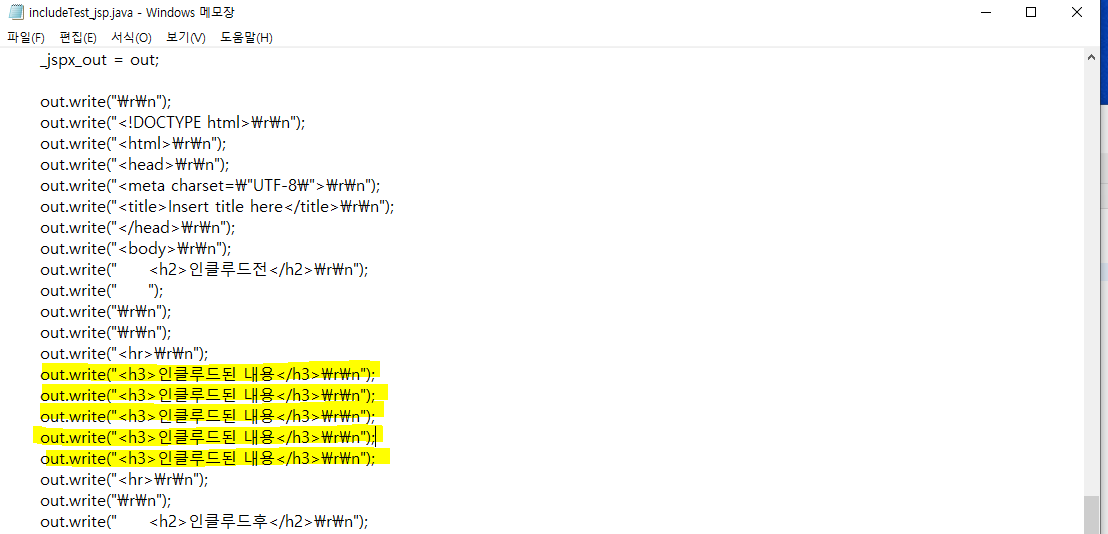 includeTest_jsp.java - Windows 메모장
파일(F) 편집(E) 서식(O) 보기(V) 도움말(H)
_jspx_out = out;
out.write("₩r₩n");
out.write("<!DOCTYPE html>₩r₩n");
out.write("<html>₩r₩n");
out.write("<head>₩r₩n");
out.write("<meta charset=₩"UTF-8₩">₩r₩n");
out.write("<title>Insert title here</title>₩r₩n");
out.write("</head>₩r₩n");
out.write("<body>₩r₩n");
out.write("	<h2>인클루드전</h2>₩r₩n");
out.write("	");
out.write("₩r₩n");
out.write("₩r₩n");
out.write("<hr>₩r₩n");
out.write("<h3>인클루드된 내용</h3>₩r₩n");
out.write("<h3>인클루드된 내용</h3>₩r₩n");
out.write("<h3>인클루드된 내용</h3>₩r₩n");
out.write("<h3>인클루드된 내용</h3>₩r₩n");
out.write("<h3>인클루드된 내용</h3>₩r₩n");
out.write("<hr>₩r₩n");
out.write("₩r₩n");
out.write("	<h2>인클루드후</h2>₩r₩n");